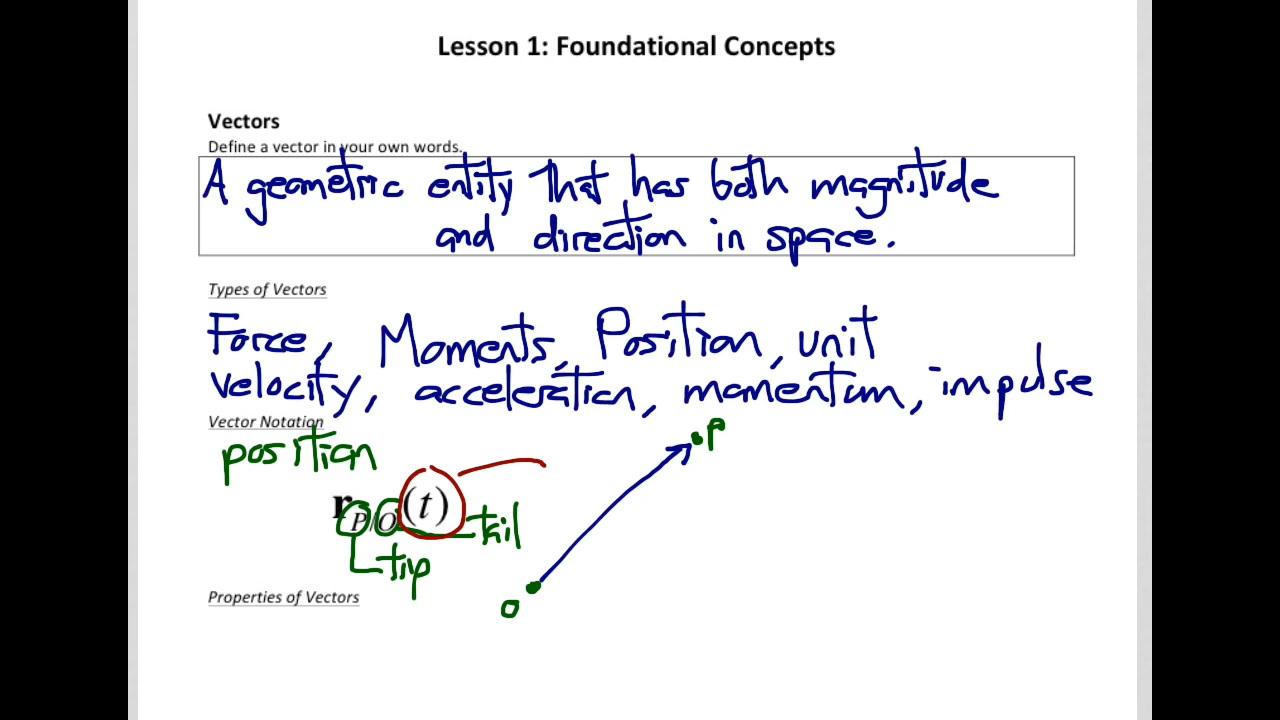 Lesson 1: Foundational Concepts
Vectors
Define a vector in your own words.
A geometric entity that has both magnitude
and direction in space.
Types of Vectors
Force, Moments, Position, unit
velocity, acceleration, momentum, impulse
Vector Notation
position
P
r_{P/O}(t)
tail
tip
O
Properties of Vectors